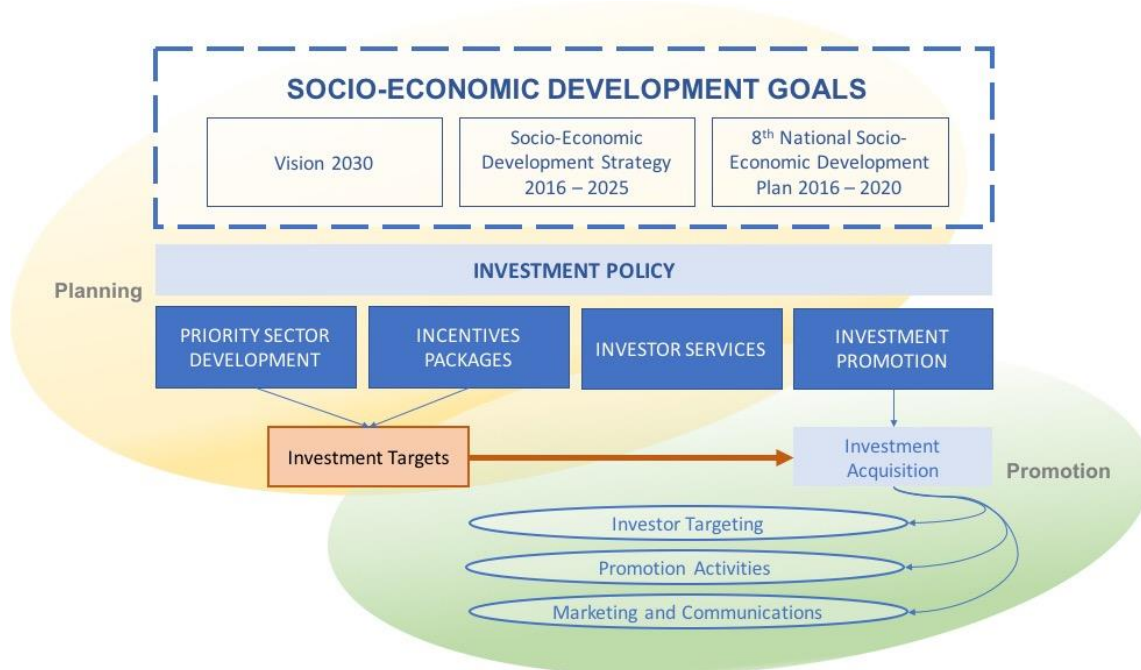 SOCIO-ECONOMIC DEVELOPMENT GOALS
Vision 2030
Socio-Economic
Development Strategy
2016 – 2025
8th National Socio-
Economic Development
Plan 2016 – 2020
INVESTMENT POLICY
Planning
PRIORITY SECTOR
DEVELOPMENT
INCENTIVES
PACKAGES
INVESTOR SERVICES
INVESTMENT
PROMOTION
Investment Targets
Investment
Acquisition
Promotion
Investor Targeting
Promotion Activities
Marketing and Communications